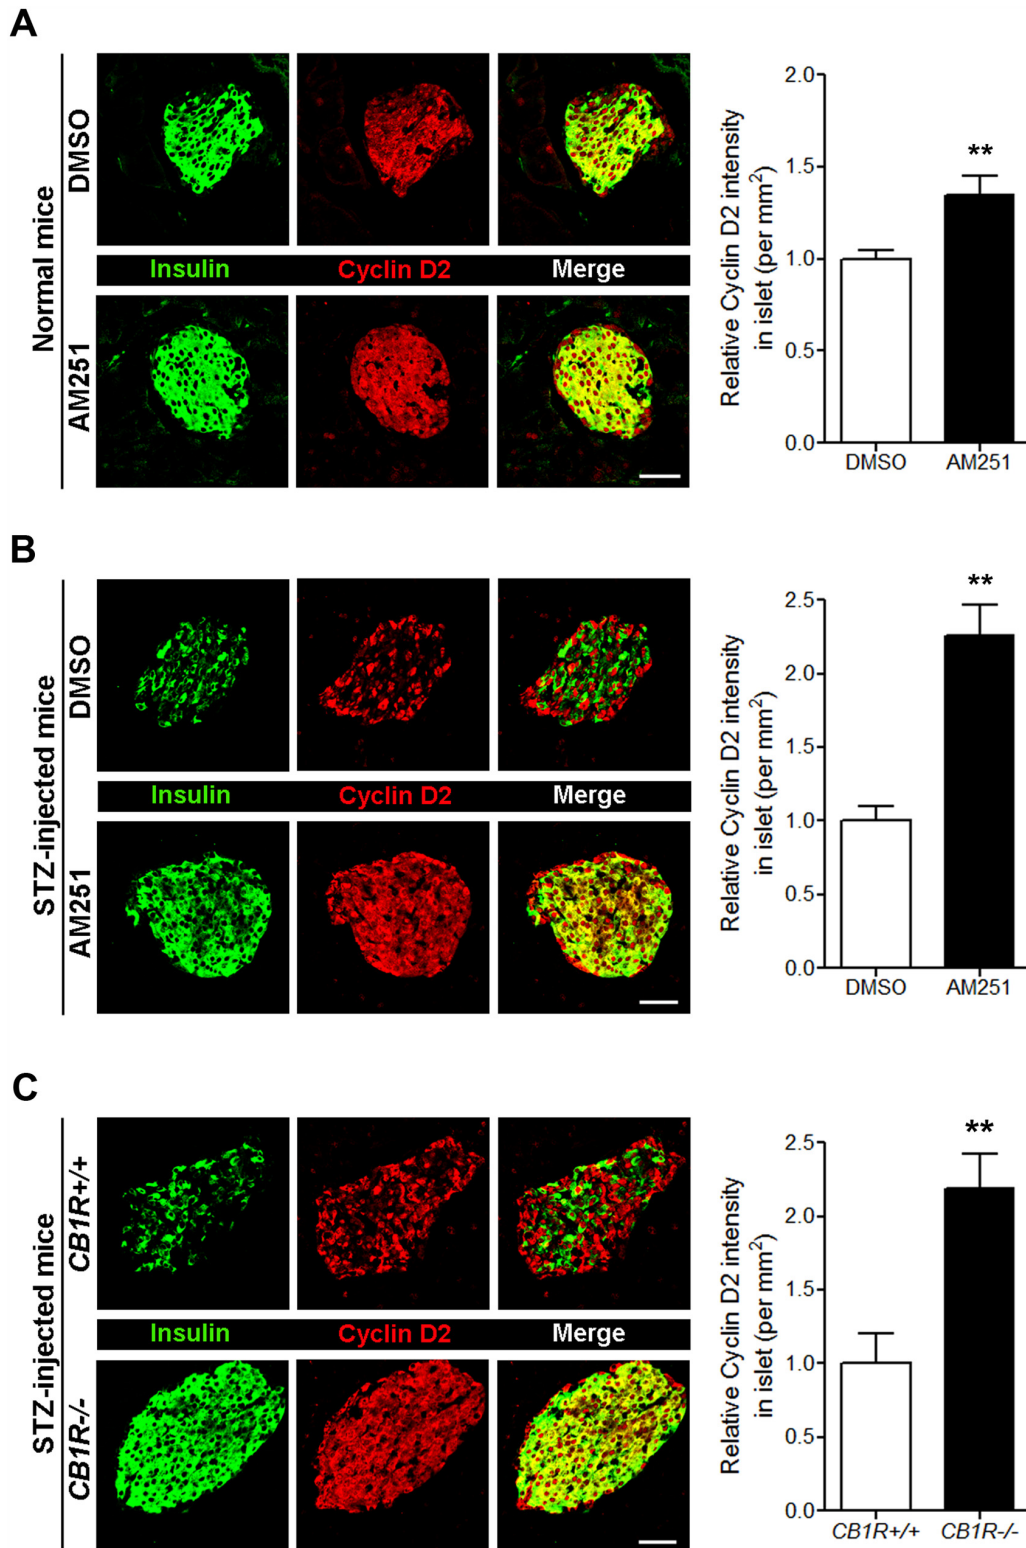 A
Normal mice
DMSO
Insulin
Cyclin D2
Merge
AM251
Relative Cyclin D2 intensity
in islet (per mm²)
2.0
1.5
1.0
0.5
0.0
**
DMSO
AM251
B
STZ-injected mice
DMSO
Insulin
Cyclin D2
Merge
AM251
Relative Cyclin D2 intensity
in islet (per mm²)
2.5
2.0
1.5
1.0
0.5
0.0
**
DMSO
AM251
C
STZ-injected mice
CB1R+/+
Insulin
Cyclin D2
Merge
CB1R-/-
Relative Cyclin D2 intensity
in islet (per mm²)
2.5
2.0
1.5
1.0
0.5
0.0
**
CB1R+/+
CB1R-/-